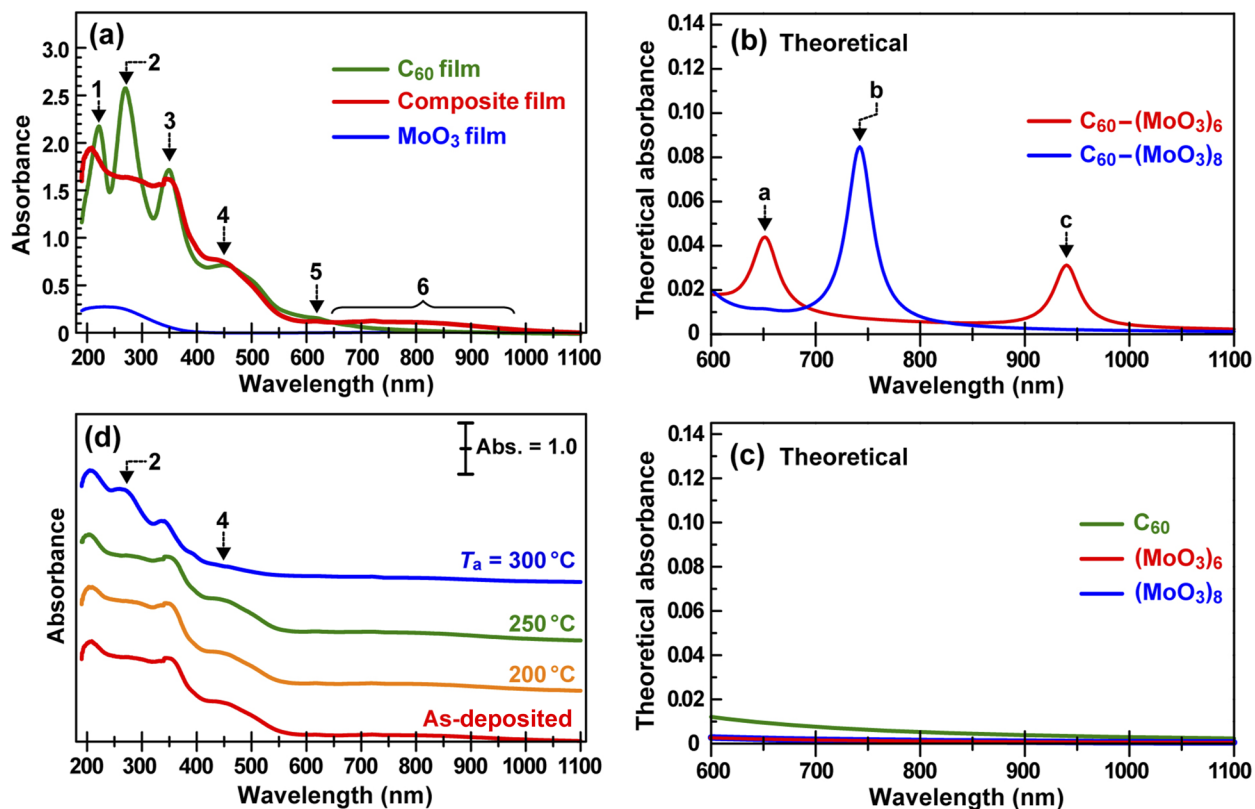 (a)
1
2
3
4
5
6
C₆₀ film
Composite film
MoO₃ film
Absorbance
3.0
2.5
2.0
1.5
1.0
0.5
0
200 300 400 500 600 700 800 900 1000 1100
Wavelength (nm)
(b) Theoretical
a
b
c
C₆₀–(MoO₃)₆
C₆₀–(MoO₃)₈
Theoretical absorbance
0.14
0.12
0.10
0.08
0.06
0.04
0.02
0
600 700 800 900 1000 1100
Wavelength (nm)
(d)
2
4
Abs. = 1.0
Tₐ = 300 °C
250 °C
200 °C
As-deposited
Absorbance
200 300 400 500 600 700 800 900 1000 1100
Wavelength (nm)
(c) Theoretical
C₆₀
(MoO₃)₆
(MoO₃)₈
Theoretical absorbance
0.14
0.12
0.10
0.08
0.06
0.04
0.02
0
600 700 800 900 1000 1100
Wavelength (nm)